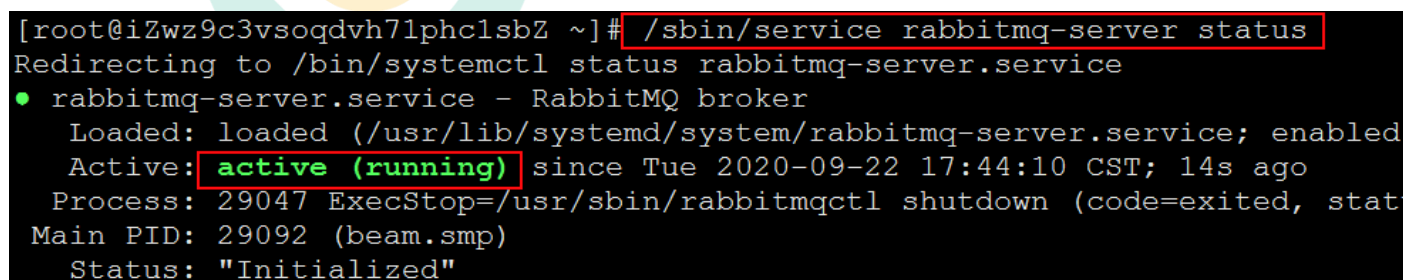 [root@iZwz9c3vsoqdvh71phc1sbZ ~]# /sbin/service rabbitmq-server status
Redirecting to /bin/systemctl status rabbitmq-server.service
● rabbitmq-server.service - RabbitMQ broker
Loaded: loaded (/usr/lib/systemd/system/rabbitmq-server.service; enabled
Active: active (running) since Tue 2020-09-22 17:44:10 CST; 14s ago
Process: 29047 ExecStop=/usr/sbin/rabbitmqctl shutdown (code=exited, stat
Main PID: 29092 (beam.smp)
Status: "Initialized"